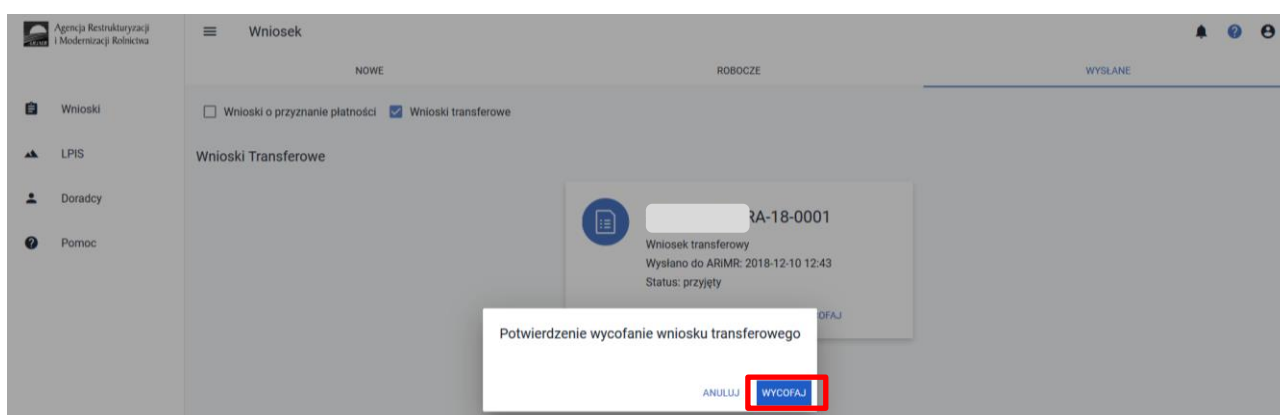 Agencja Restrukturyzacji
i Modernizacji Rolnictwa
Wniosek
NOWE
ROBOCZE
WYSŁANE
Wnioski
Wnioski o przyznanie płatności
Wnioski transferowe
LPIS
Wnioski Transferowe
Doradcy
RA-18-0001
Pomoc
Wniosek transferowy
Wysłano do ARiMR: 2018-12-10 12:43
Status: przyjęty
OFAJ
Potwierdzenie wycofanie wniosku transferowego
ANULUJ
WYCOFAJ